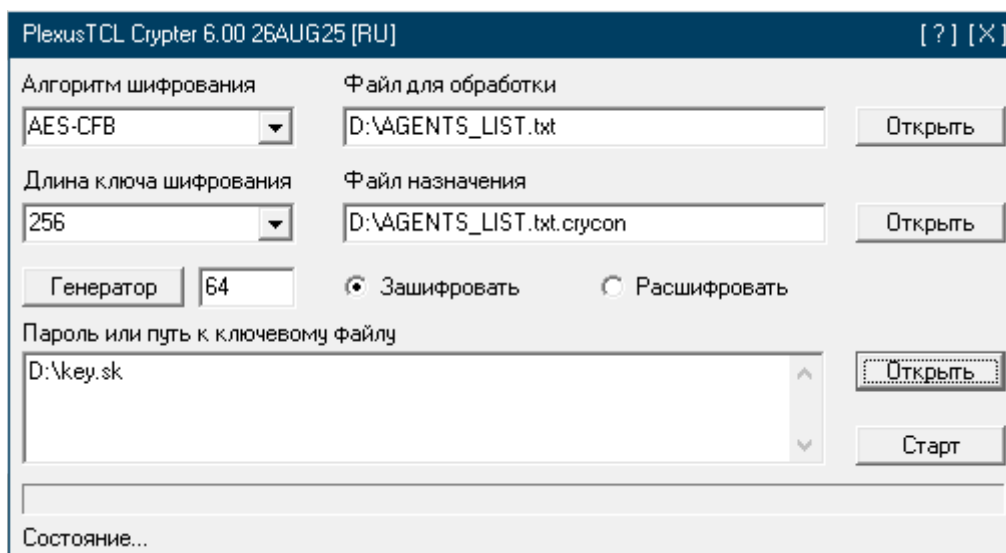 PlexusTCL Crypter 6.00 26AUG25 [RU] [ ? ] [X]
Алгоритм шифрования Файл для обработки
AES-CFB D:\AGENTS_LIST.txt Открыть
Длина ключа шифрования Файл назначения
256 D:\AGENTS_LIST.txt.crycon Открыть
Генератор 64 Зашифровать Расшифровать
Пароль или путь к ключевому файлу
D:\key.sk Открыть
Старт
Состояние...